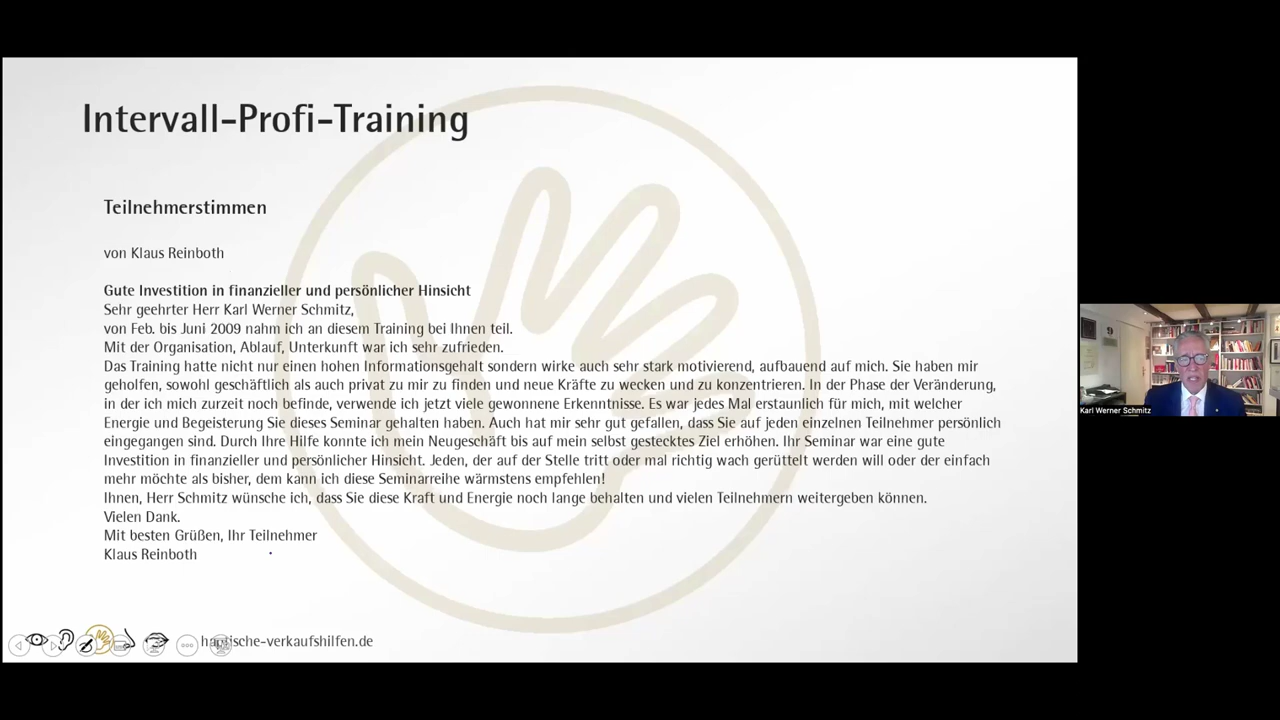 Intervall-Profi-Training
Teilnehmerstimmen
von Klaus Reinboth
Gute Investition in finanzieller und persönlicher Hinsicht
Sehr geehrter Herr Karl Werner Schmitz,
von Feb. bis Juni 2009 nahm ich an diesem Training bei Ihnen teil.
Mit der Organisation, Ablauf, Unterkunft war ich sehr zufrieden.
Das Training hatte nicht nur einen hohen Informationsgehalt sondern wirke auch sehr stark motivierend, aufbauend auf mich. Sie haben mir
geholfen, sowohl geschäftlich als auch privat zu mir zu finden und neue Kräfte zu wecken und zu konzentrieren. In der Phase der Veränderung,
in der ich mich zurzeit noch befinde, verwende ich jetzt viele gewonnene Erkenntnisse. Es war jedes Mal erstaunlich für mich, mit welcher
Energie und Begeisterung Sie dieses Seminar gehalten haben. Auch hat mir sehr gut gefallen, dass Sie auf jeden einzelnen Teilnehmer persönlich
eingegangen sind. Durch Ihre Hilfe konnte ich mein Neugeschäft bis auf mein selbst gestecktes Ziel erhöhen. Ihr Seminar war eine gute
Investition in finanzieller und persönlicher Hinsicht. Jeden, der auf der Stelle tritt oder mal richtig wach gerüttelt werden will oder der einfach
mehr möchte als bisher, dem kann ich diese Seminarreihe wärmstens empfehlen!
Ihnen, Herr Schmitz wünsche ich, dass Sie diese Kraft und Energie noch lange behalten und vielen Teilnehmern weitergeben können.
Vielen Dank.
Mit besten Grüßen, Ihr Teilnehmer
Klaus Reinboth
haptische-verkaufshilfen.de
Karl Werner Schmitz